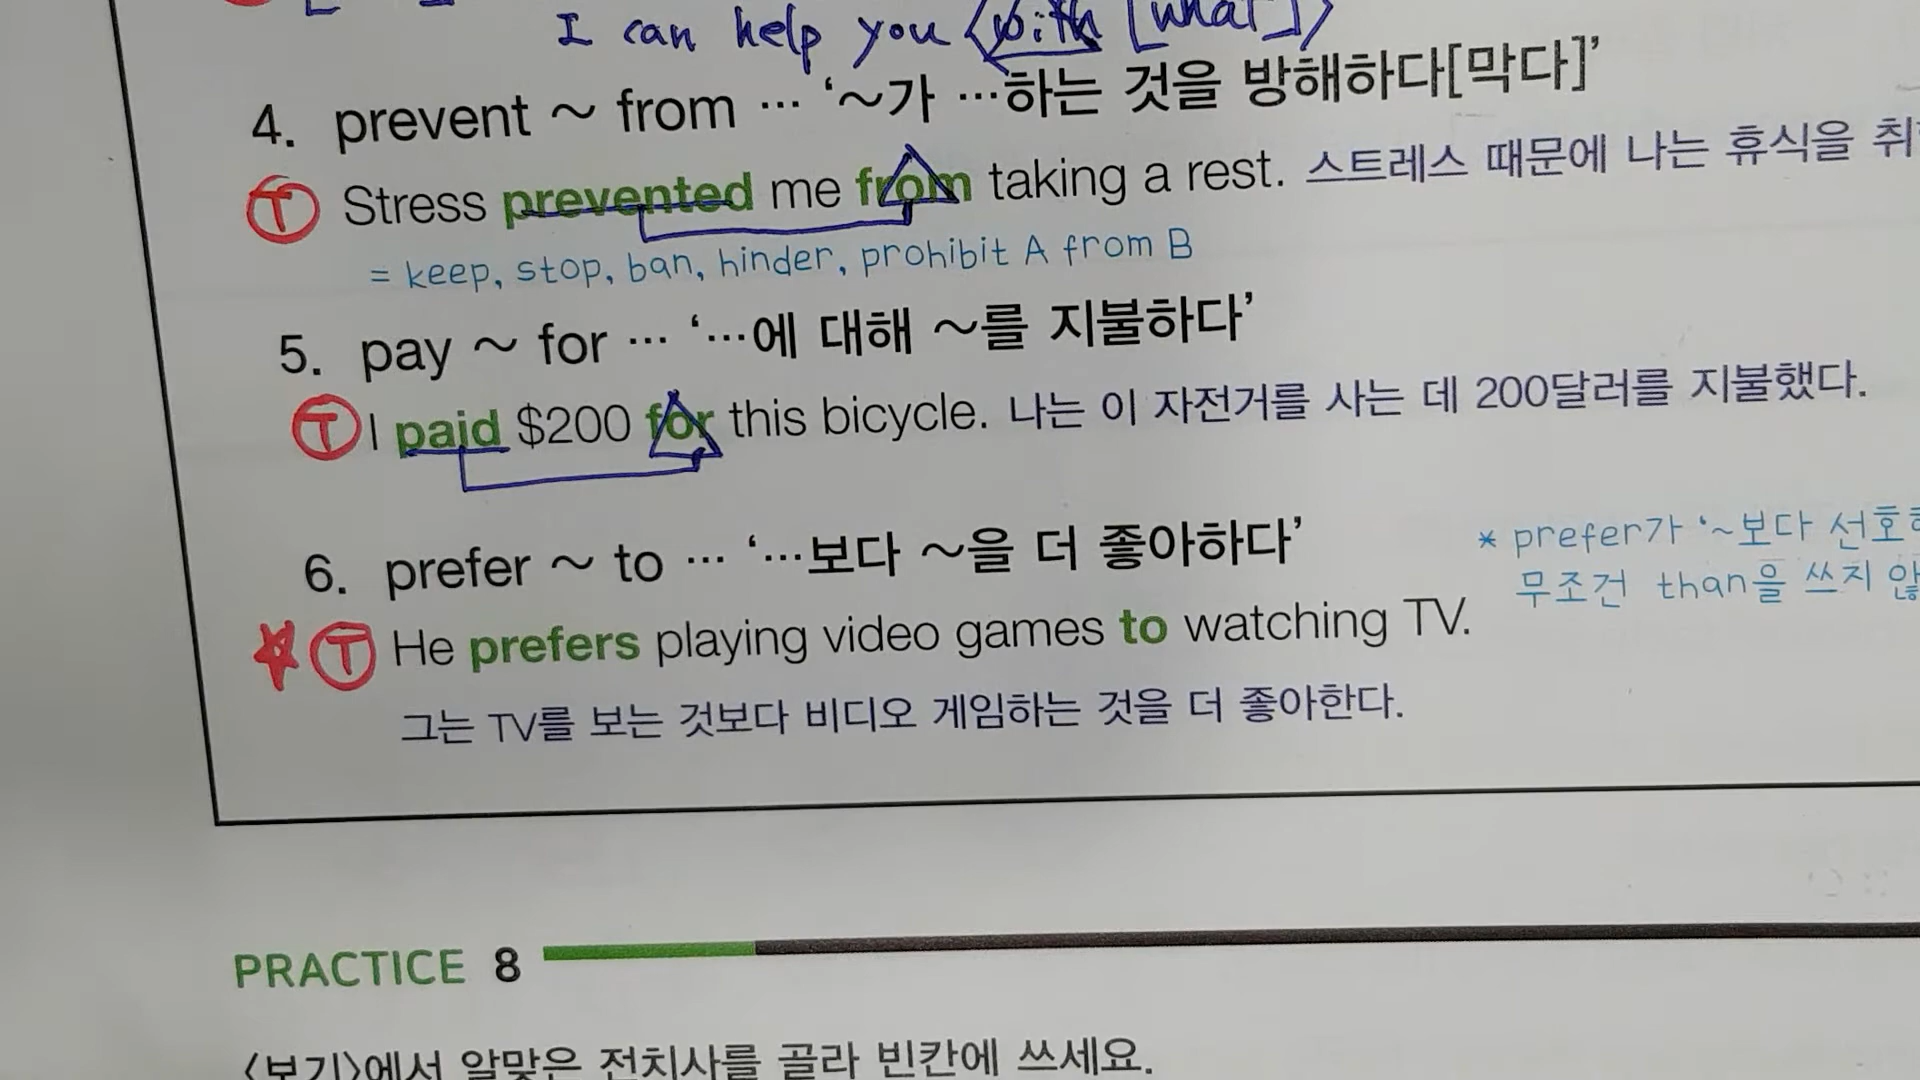 I can help you <with [what]>
4. prevent ~ from … ‘~가 …하는 것을 방해하다[막다]’
Ⓣ Stress prevented me from taking a rest. 스트레스 때문에 나는 휴식을
= keep, stop, ban, hinder, prohibit A from B
5. pay ~ for … ‘…에 대해 ~를 지불하다’
Ⓣ I paid $200 for this bicycle. 나는 이 자전거를 사는 데 200달러를 지불했다.
6. prefer ~ to … ‘…보다 ~을 더 좋아하다’
* prefer가 ‘~보다
무조건 than을 쓰지
Ⓣ He prefers playing video games to watching TV.
그는 TV를 보는 것보다 비디오 게임하는 것을 더 좋아한다.
PRACTICE 8
<보기>에서 알맞은 전치사를 골라 빈칸에 쓰세요.